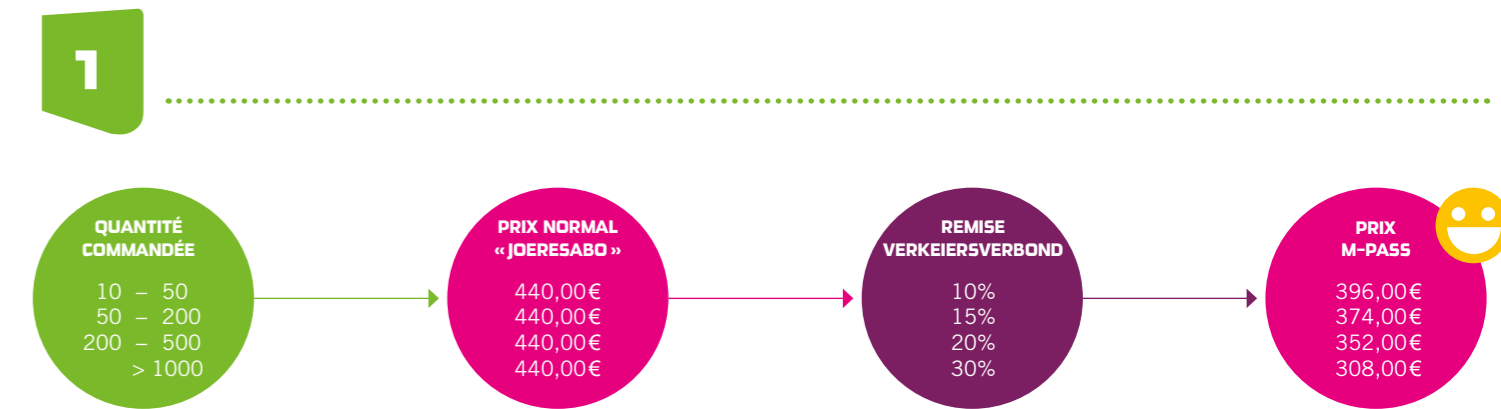 1
QUANTITÉ
COMMANDÉE
10 – 50
50 – 200
200 – 500
> 1000
PRIX NORMAL
«JOERESABO»
440,00€
440,00€
440,00€
440,00€
REMISE
VERKEIERSVERBOND
10%
15%
20%
30%
PRIX
M-PASS
396,00€
374,00€
352,00€
308,00€